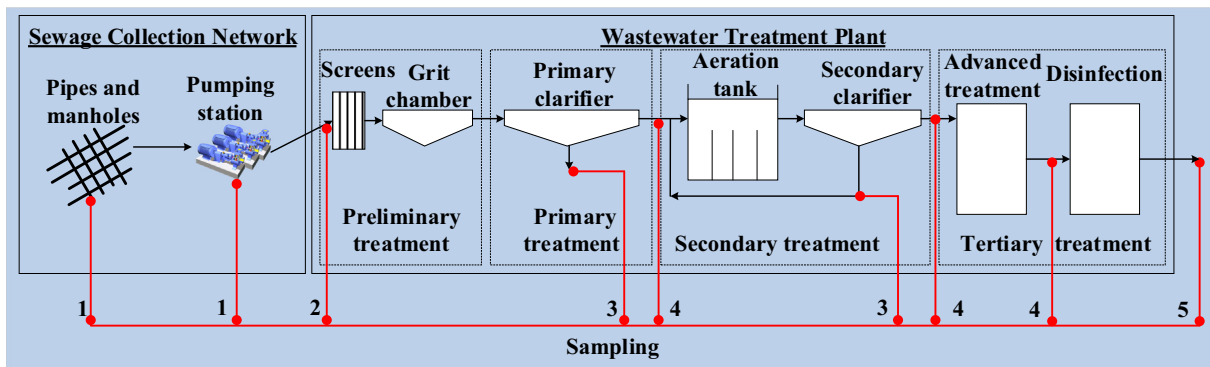 Sewage Collection Network
Wastewater Treatment Plant
Pipes and
manholes
Pumping
station
Screens
Grit
chamber
Primary
clarifier
Aeration
tank
Secondary
clarifier
Advanced
treatment
Disinfection
Preliminary
treatment
Primary
treatment
Secondary treatment
Tertiary treatment
1 1 2 3 4 3 4 4 5
Sampling